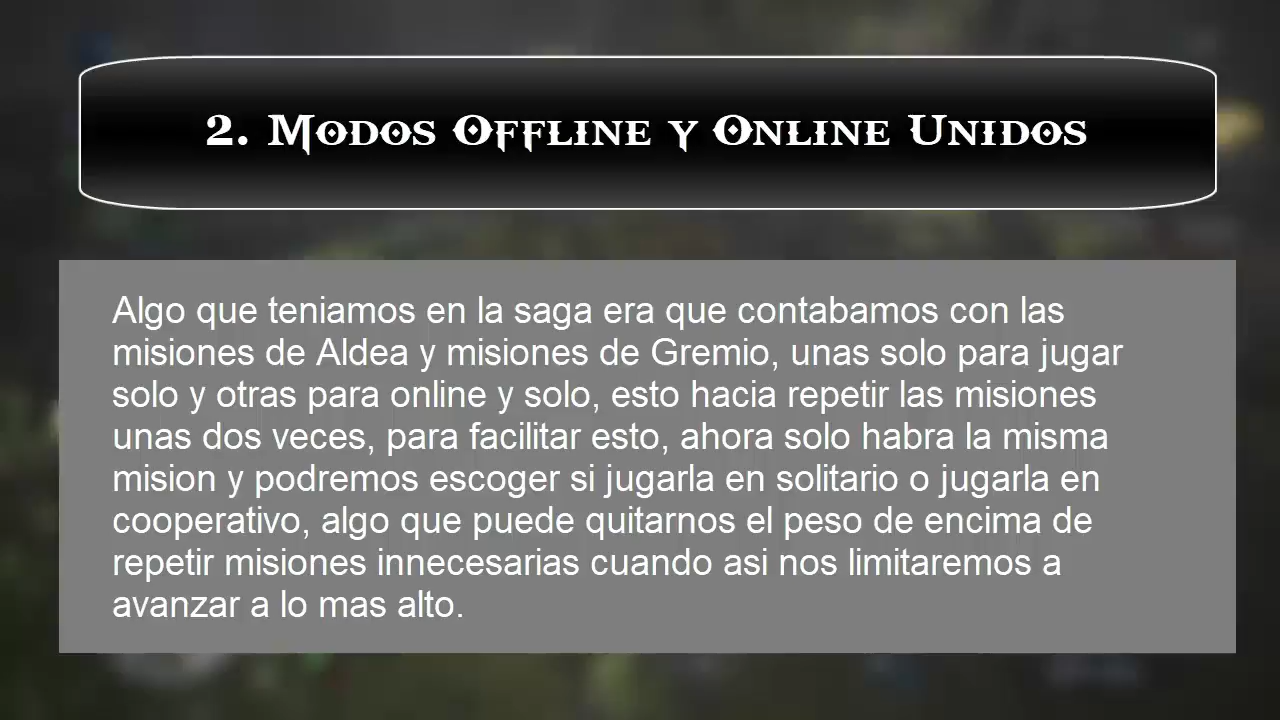 2. Modos Offline y Online Unidos
Algo que teniamos en la saga era que contabamos con las
misiones de Aldea y misiones de Gremio, unas solo para jugar
solo y otras para online y solo, esto hacia repetir las misiones
unas dos veces, para facilitar esto, ahora solo habra la misma
mision y podremos escoger si jugarla en solitario o jugarla en
cooperativo, algo que puede quitarnos el peso de encima de
repetir misiones innecesarias cuando asi nos limitaremos a
avanzar a lo mas alto.